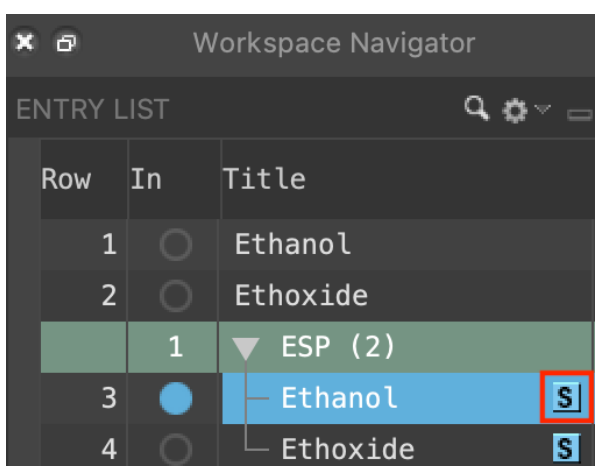 Workspace Navigator
ENTRY LIST
Row In Title
1 Ethanol
2 Ethoxide
1 ESP (2)
3 Ethanol S
4 Ethoxide S